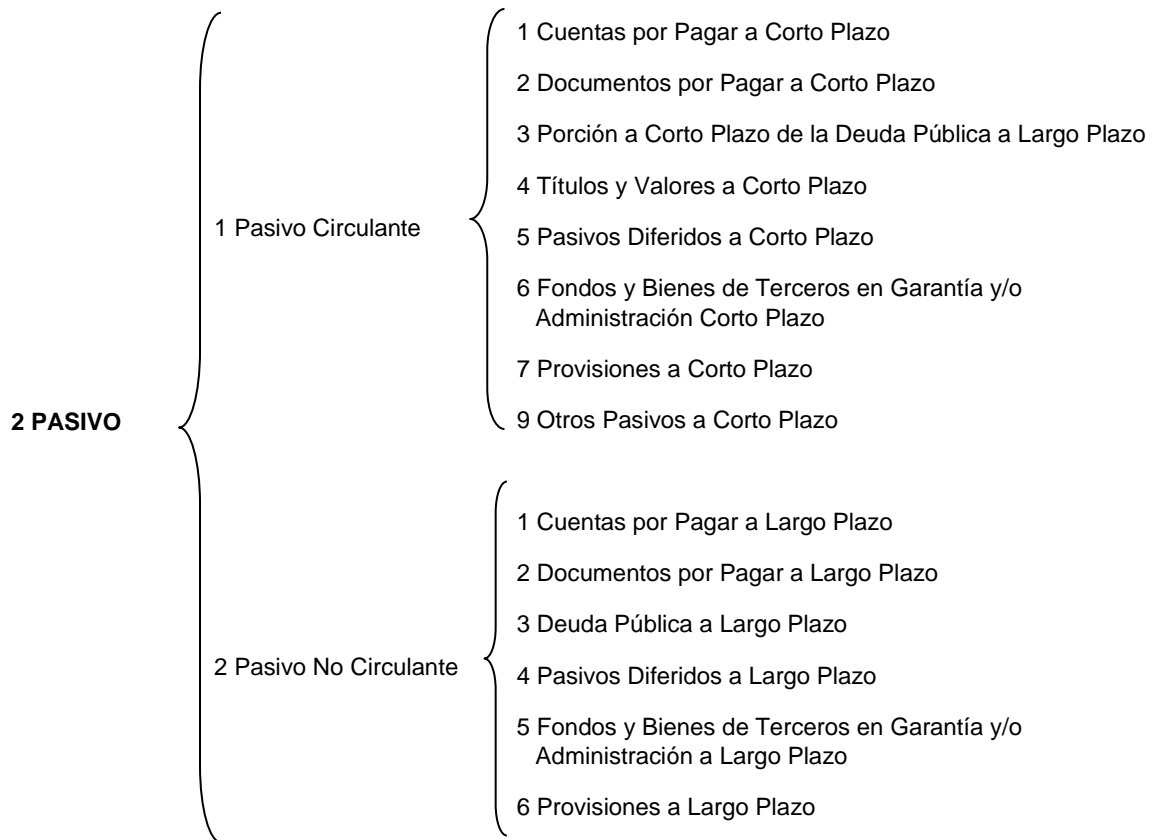 2 PASIVO
1 Pasivo Circulante
1 Cuentas por Pagar a Corto Plazo
2 Documentos por Pagar a Corto Plazo
3 Porción a Corto Plazo de la Deuda Pública a Largo Plazo
4 Títulos y Valores a Corto Plazo
5 Pasivos Diferidos a Corto Plazo
6 Fondos y Bienes de Terceros en Garantía y/o
Administración Corto Plazo
7 Provisiones a Corto Plazo
9 Otros Pasivos a Corto Plazo
2 Pasivo No Circulante
1 Cuentas por Pagar a Largo Plazo
2 Documentos por Pagar a Largo Plazo
3 Deuda Pública a Largo Plazo
4 Pasivos Diferidos a Largo Plazo
5 Fondos y Bienes de Terceros en Garantía y/o
Administración a Largo Plazo
6 Provisiones a Largo Plazo